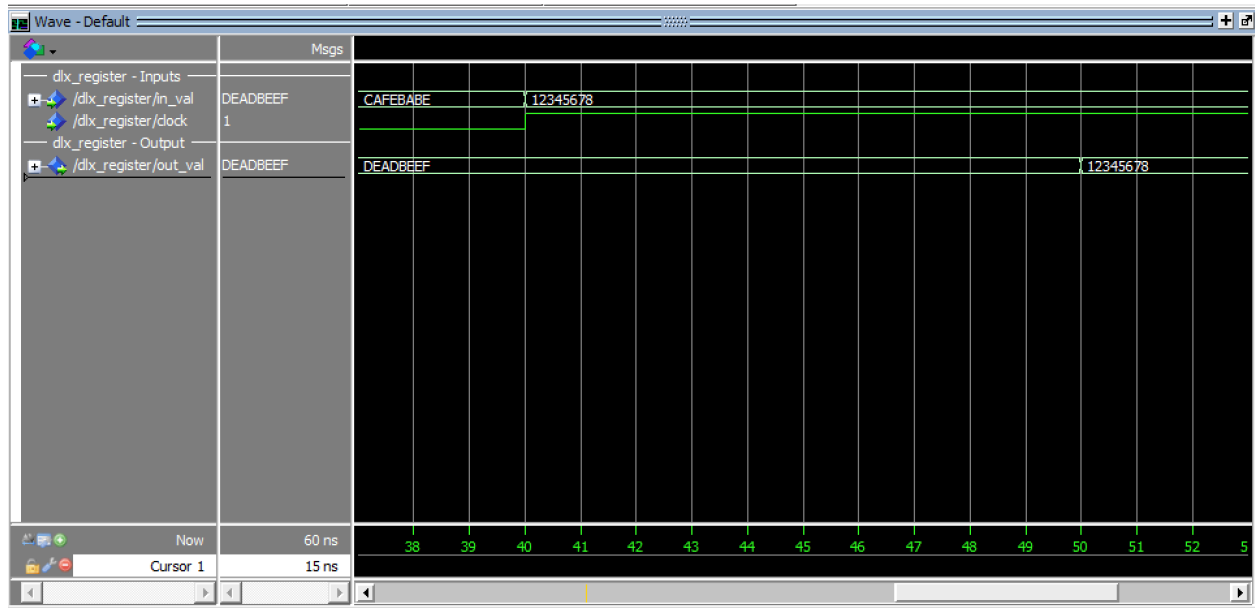 Wave - Default
Msgs
dlx_register - Inputs
/dlx_register/in_val DEADBEEF CAFEBABE 12345678
/dlx_register/clock 1
dlx_register - Output
/dlx_register/out_val DEADBEEF DEADBEEF 12345678
Now 60 ns 38 39 40 41 42 43 44 45 46 47 48 49 50 51 52 5
Cursor 1 15 ns